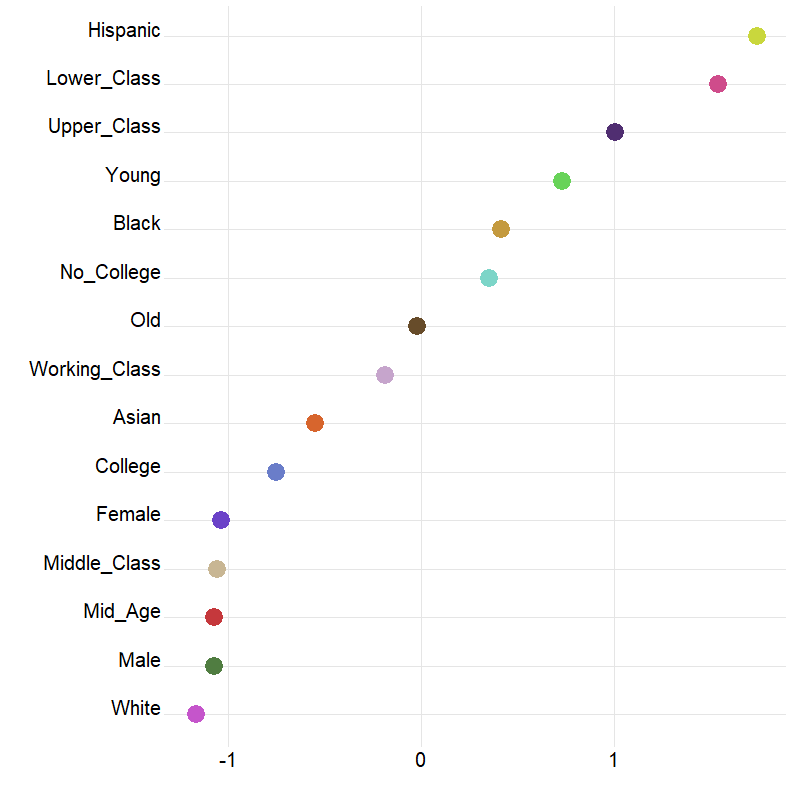 Hispanic
Lower_Class
Upper_Class
Young
Black
No_College
Old
Working_Class
Asian
College
Female
Middle_Class
Mid_Age
Male
White
-1 0 1